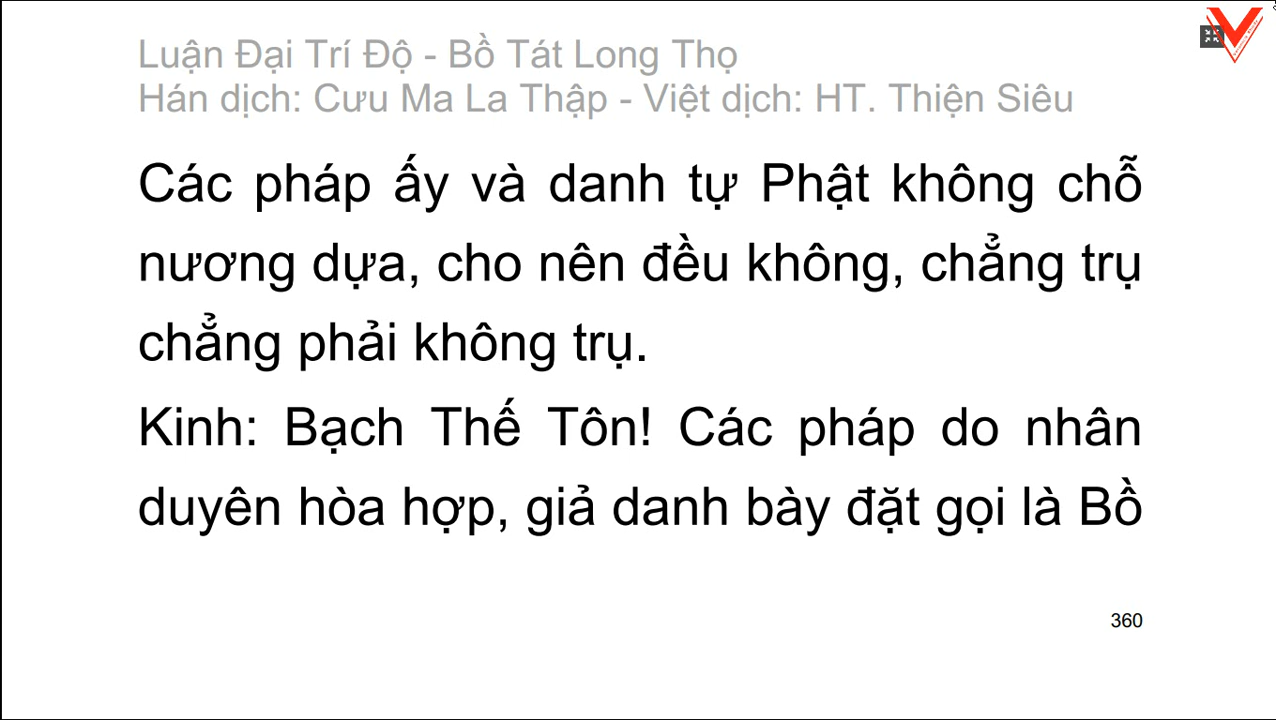 Luận Đại Trí Độ - Bồ Tát Long Thọ
Hán dịch: Cưu Ma La Thập - Việt dịch: HT. Thiện Siêu
Các pháp ấy và danh tự Phật không chỗ
nương dựa, cho nên đều không, chẳng trụ
chẳng phải không trụ.
Kinh: Bạch Thế Tôn! Các pháp do nhân
duyên hòa hợp, giả danh bày đặt gọi là Bồ
360